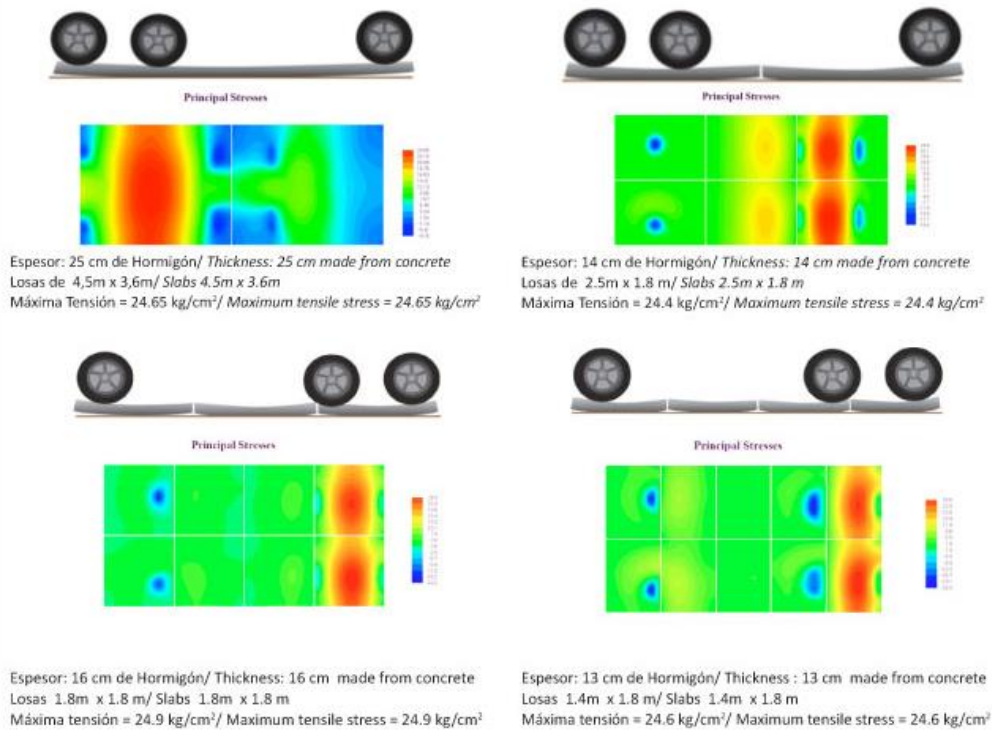 Principal Stresses
Espesor: 25 cm de Hormigón/ Thickness: 25 cm made from concrete
Losas de 4,5m x 3,6m/ Slabs 4.5m x 3.6m
Máxima Tensión = 24.65 kg/cm²/ Maximum tensile stress = 24.65 kg/cm²
Principal Stresses
Espesor: 14 cm de Hormigón/ Thickness: 14 cm made from concrete
Losas de 2.5m x 1.8 m/ Slabs 2.5m x 1.8 m
Máxima Tensión = 24.4 kg/cm²/ Maximum tensile stress = 24.4 kg/cm²
Principal Stresses
Espesor: 16 cm de Hormigón/ Thickness: 16 cm made from concrete
Losas 1.8m x 1.8 m/ Slabs 1.8m x 1.8 m
Máxima tensión = 24.9 kg/cm²/ Maximum tensile stress = 24.9 kg/cm²
Principal Stresses
Espesor: 13 cm de Hormigón/ Thickness : 13 cm made from concrete
Losas 1.4m x 1.8 m/ Slabs 1.4m x 1.8 m
Máxima tensión = 24.6 kg/cm²/ Maximum tensile stress = 24.6 kg/cm²